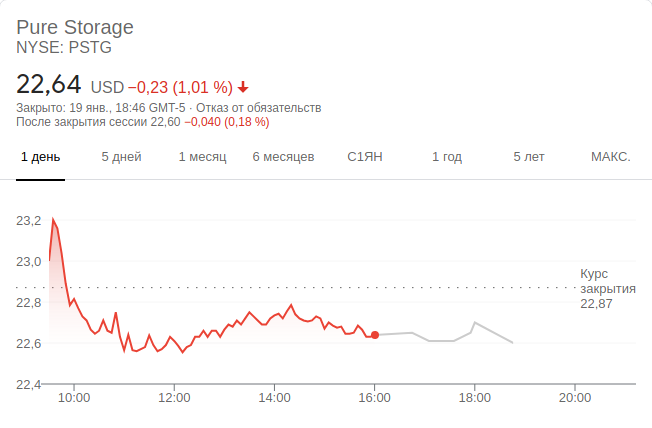 Pure Storage
NYSE: PSTG
22,64 USD −0,23 (1,01 %)
Закрыто: 19 янв., 18:46 GMT-5 · Отказ от обязательств
После закрытия сессии 22,60 −0,040 (0,18 %)
1 день 5 дней 1 месяц 6 месяцев С1ЯН 1 год 5 лет МАКС.
23,2
23,0
22,8
22,6
22,4
Курс
закрытия
22,87
10:00 12:00 14:00 16:00 18:00 20:00